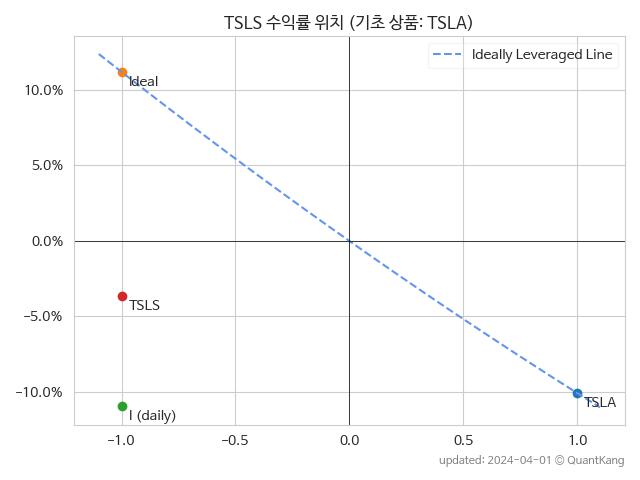 TSLS 수익률 위치 (기초 상품: TSLA)
Ideally Leveraged Line
10.0%
5.0%
0.0%
−5.0%
−10.0%
Ideal
TSLS
I (daily)
TSLA
−1.0
−0.5
0.0
0.5
1.0
updated: 2024-04-01 © QuantKang